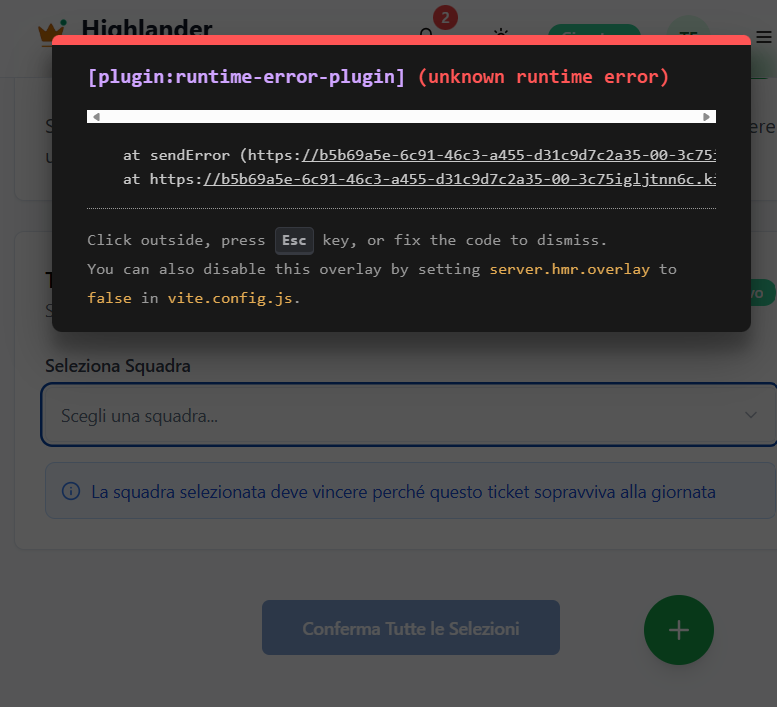 Highlander
2
TE
[plugin:runtime-error-plugin] (unknown runtime error)
at sendError (https://b5b69a5e-6c91-46c3-a455-d31c9d7c2a35-00-3c75i
at https://b5b69a5e-6c91-46c3-a455-d31c9d7c2a35-00-3c75igljtnn6c.ki
Click outside, press Esc key, or fix the code to dismiss.
You can also disable this overlay by setting server.hmr.overlay to
false in vite.config.js.
Seleziona Squadra
Scegli una squadra...
La squadra selezionata deve vincere perché questo ticket sopravviva alla giornata
Conferma Tutte le Selezioni